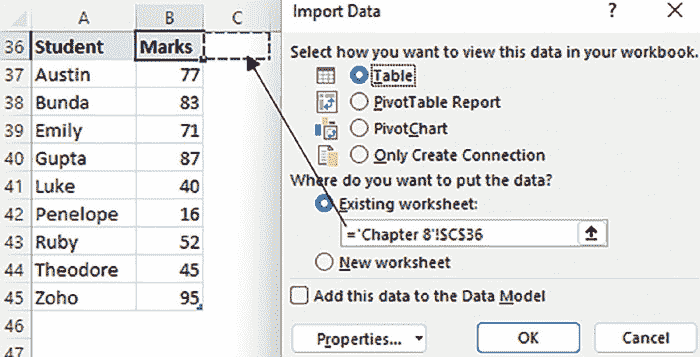 A B C
36 Student Marks
37 Austin 77
38 Bunda 83
39 Emily 71
40 Gupta 87
41 Luke 40
42 Penelope 16
43 Ruby 52
44 Theodore 45
45 Zoho 95
46
47
Import Data ?
Select how you want to view this data in your workbook.
Table
PivotTable Report
PivotChart
Only Create Connection
Where do you want to put the data?
Existing worksheet:
='Chapter 8'!$C$36
New worksheet
Add this data to the Data Model
Properties...
OK
Cancel